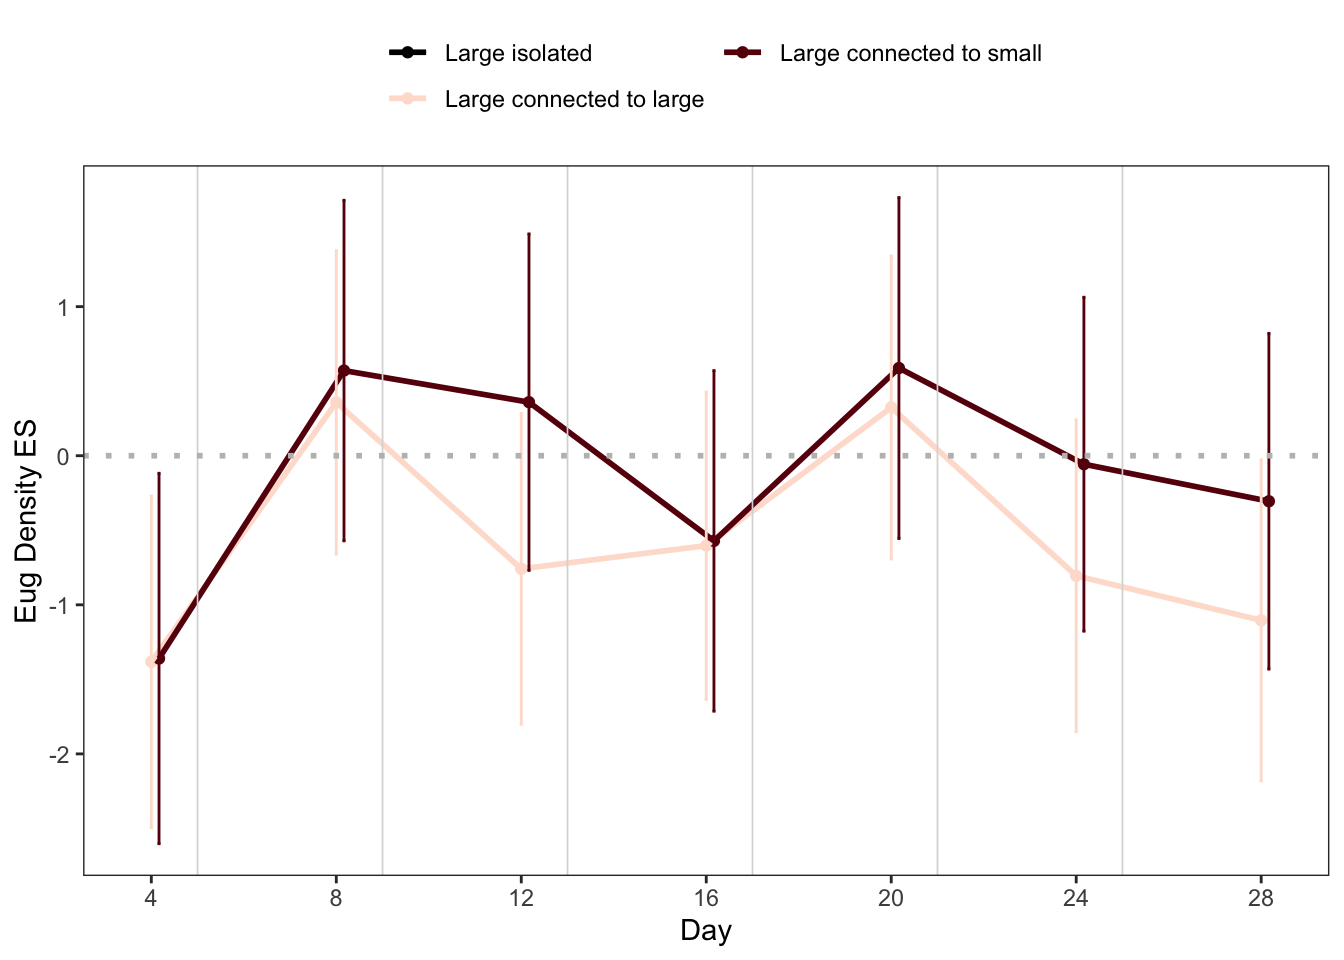 Large isolated
Large connected to small
Large connected to large
Eug Density ES
1
0
-1
-2
4
8
12
16
20
24
28
Day